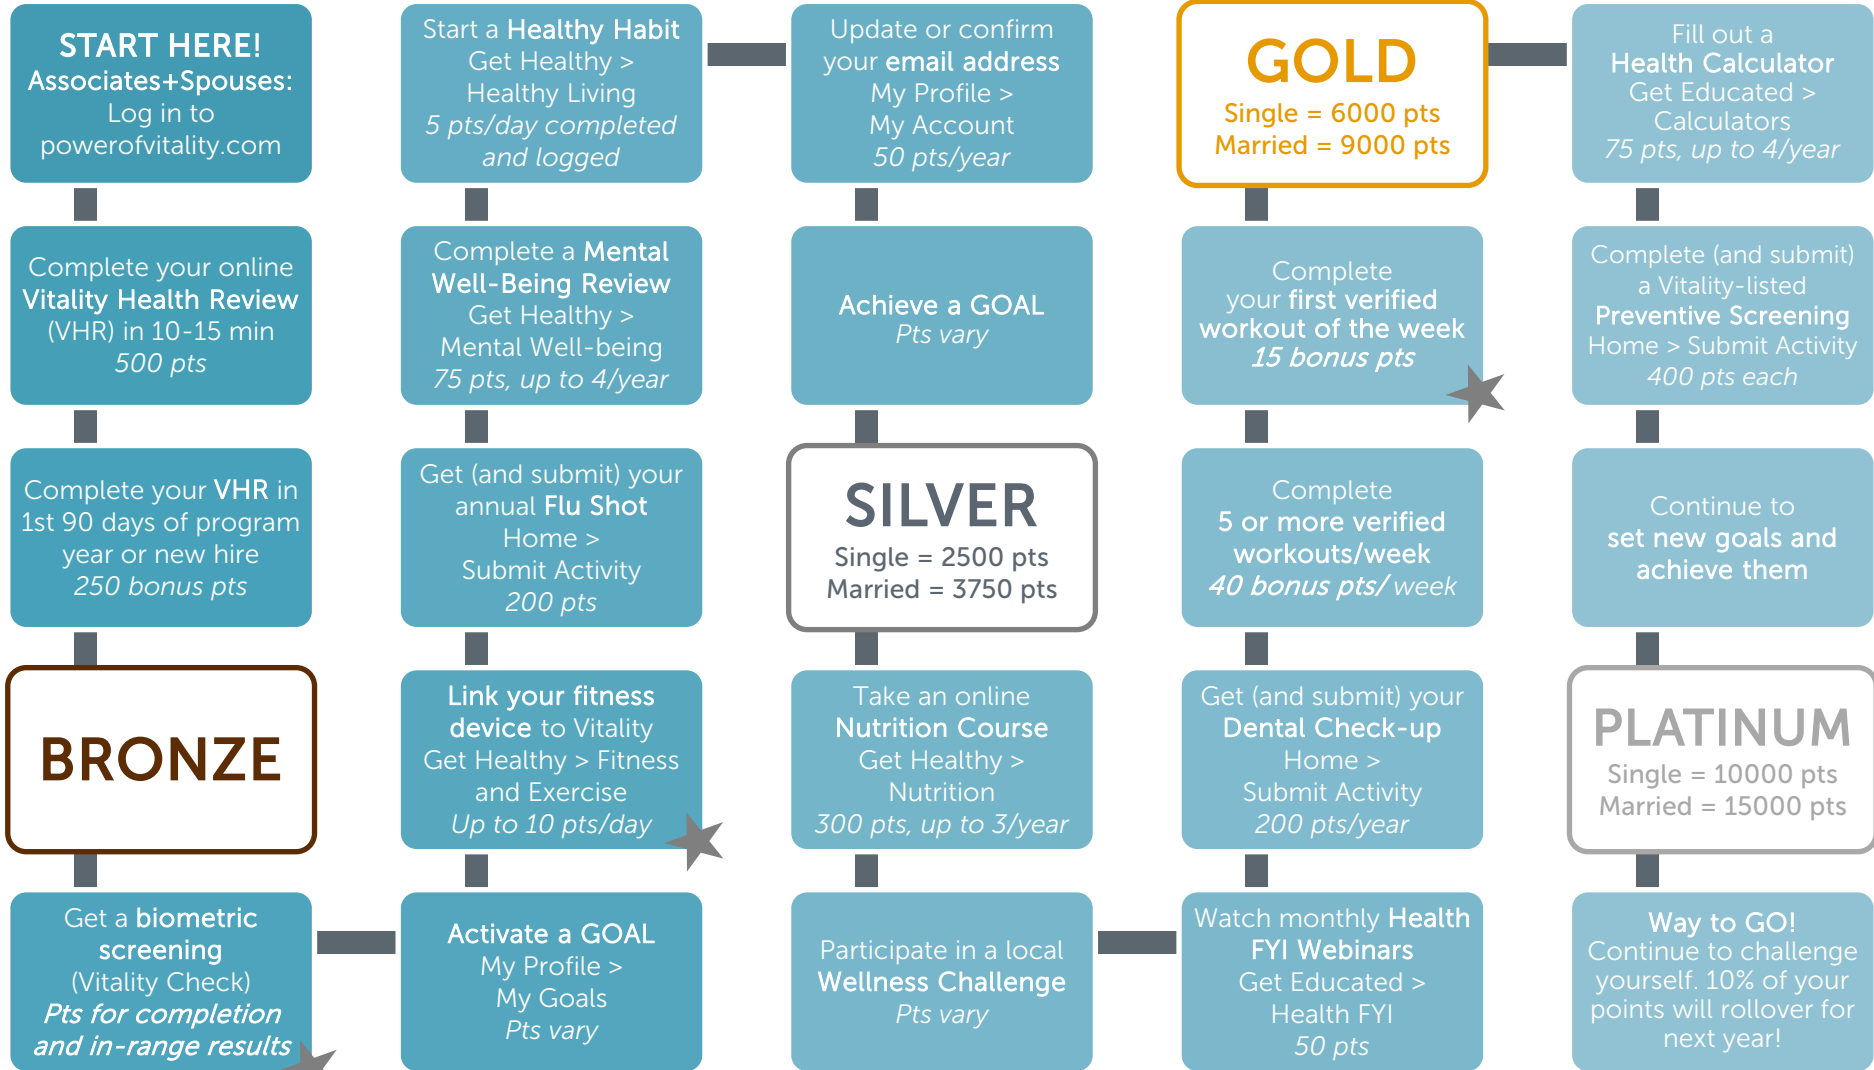 START HERE!
Associates+Spouses:
Log in to
powerofvitality.com
Complete your online
Vitality Health Review
(VHR) in 10-15 min
500 pts
Complete your VHR in
1st 90 days of program
year or new hire
250 bonus pts
BRONZE
Get a biometric
screening
(Vitality Check)
Pts for completion
and in-range results
Activate a GOAL
My Profile >
My Goals
Pts vary
Link your fitness
device to Vitality
Get Healthy > Fitness
and Exercise
Up to 10 pts/day
Get (and submit) your
annual Flu Shot
Home >
Submit Activity
200 pts
Complete a Mental
Well-Being Review
Get Healthy >
Mental Well-being
75 pts, up to 4/year
Start a Healthy Habit
Get Healthy >
Healthy Living
5 pts/day completed
and logged
Update or confirm
your email address
My Profile >
My Account
50 pts/year
Achieve a GOAL
Pts vary
SILVER
Single = 2500 pts
Married = 3750 pts
Take an online
Nutrition Course
Get Healthy >
Nutrition
300 pts, up to 3/year
Participate in a local
Wellness Challenge
Pts vary
Watch monthly Health
FYI Webinars
Get Educated >
Health FYI
50 pts
Get (and submit) your
Dental Check-up
Home >
Submit Activity
200 pts/year
Complete
5 or more verified
workouts/week
40 bonus pts/ week
Complete
your first verified
workout of the week
15 bonus pts
GOLD
Single = 6000 pts
Married = 9000 pts
Fill out a
Health Calculator
Get Educated >
Calculators
75 pts, up to 4/year
Complete (and submit)
a Vitality-listed
Preventive Screening
Home > Submit Activity
400 pts each
Continue to
set new goals and
achieve them
PLATINUM
Single = 10000 pts
Married = 15000 pts
Way to GO!
Continue to challenge
yourself. 10% of your
points will rollover for
next year!